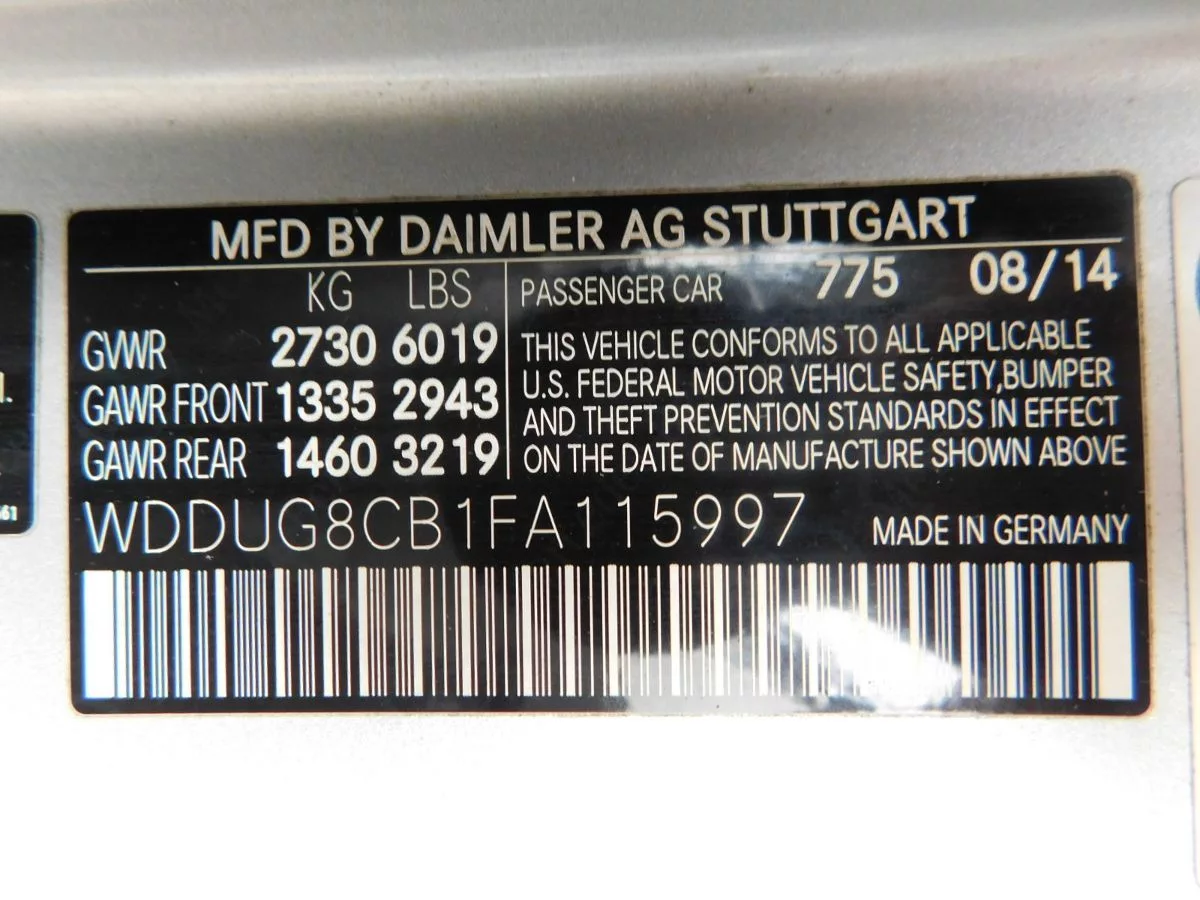 MFD BY DAIMLER AG STUTTGART
KG LBS
GVWR 2730 6019
GAWR FRONT 1335 2943
GAWR REAR 1460 3219
PASSENGER CAR 775 08/14
THIS VEHICLE CONFORMS TO ALL APPLICABLE
U.S. FEDERAL MOTOR VEHICLE SAFETY,BUMPER
AND THEFT PREVENTION STANDARDS IN EFFECT
ON THE DATE OF MANUFACTURE SHOWN ABOVE
WDDUG8CB1FA115997 MADE IN GERMANY